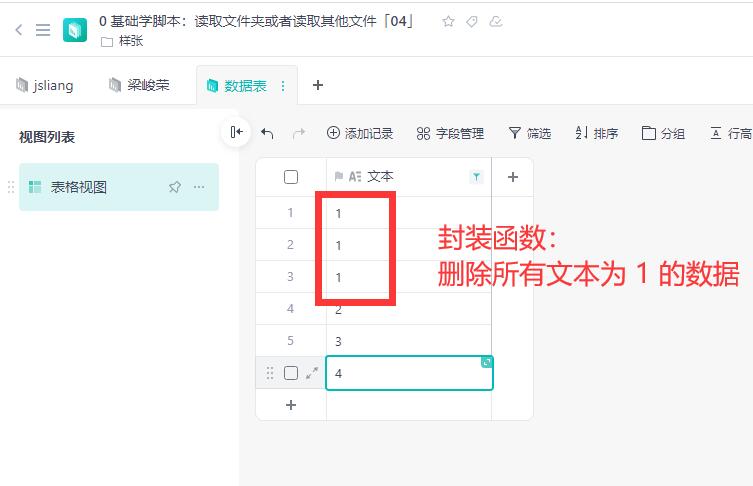 0 基础学脚本：读取文件夹或者读取其他文件「04」
样张
jsliang
梁峻荣
数据表
视图列表
添加记录
字段管理
筛选
排序
分组
行高
表格视图
文本
1 1
2 1
3 1
4 2
5 3
4
封装函数：
删除所有文本为 1 的数据